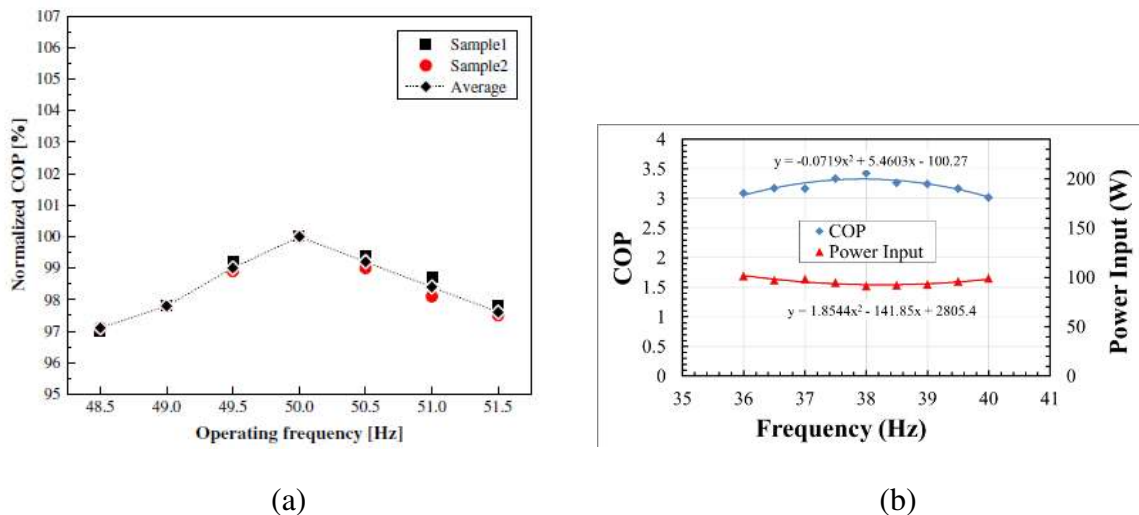 107
106
105
104
103
102
101
100
99
98
97
96
95
Normalized COP [%]
Sample1
Sample2
Average
48.5 49.0 49.5 50.0 50.5 51.0 51.5
Operating frequency [Hz]
(a)
4
3.5
3
2.5
2
1.5
1
0.5
0
COP
y = -0.0719x² + 5.4603x - 100.27
COP
Power Input
y = 1.8544x² - 141.85x + 2805.4
200
150
100
50
0
Power Input (W)
35 36 37 38 39 40 41
Frequency (Hz)
(b)